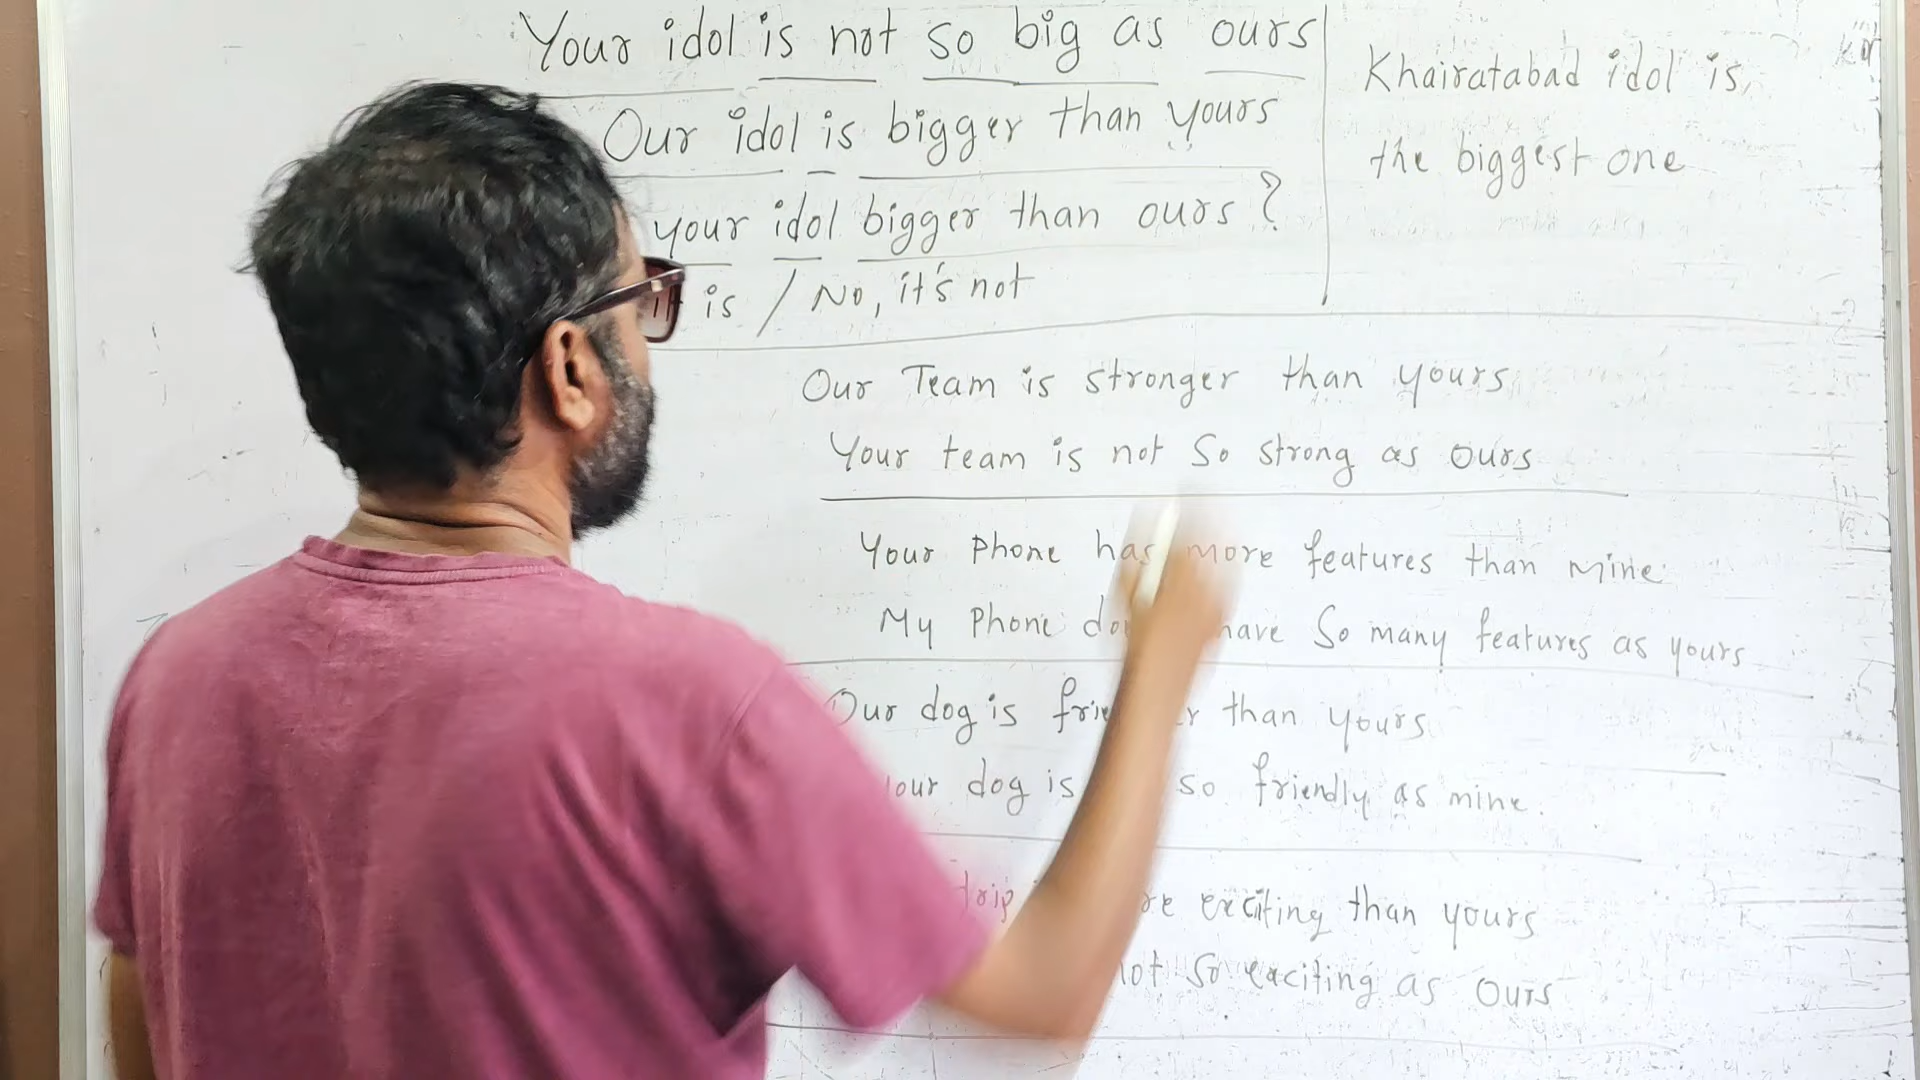 Your idol is not so big as ours
Our idol is bigger than yours
your idol bigger than ours?
is / No, it's not
Khairatabad idol is
the biggest one
Our Team is stronger than yours
Your team is not So strong as ours
Your Phone has more features than mine
My Phone have So many features as yours
Our dog is than yours
dog is so friendly as mine.
trip exciting than yours
So exciting as ours